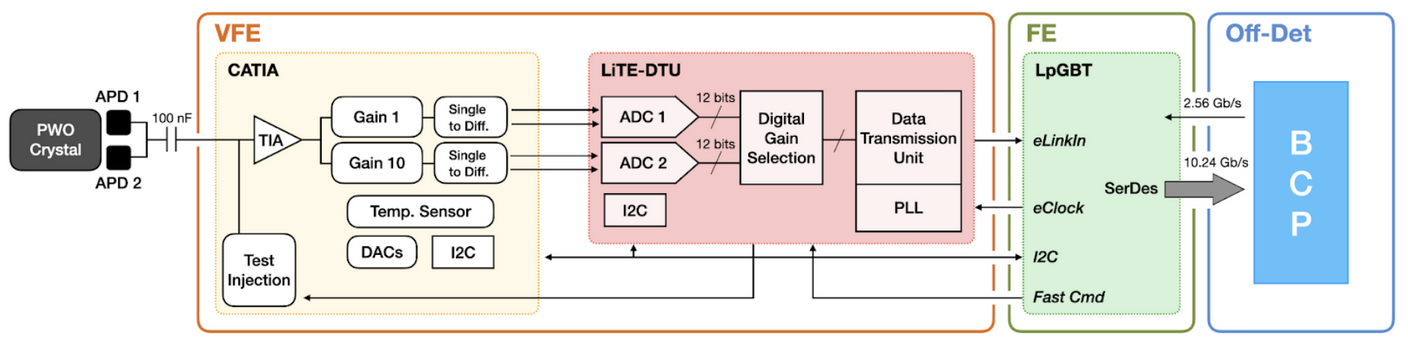 VFE
FE
Off-Det
CATIA
LiTE-DTU
LpGBT
APD 1
PWO
Crystal
APD 2
100 nF
TIA
Gain 1
Single
to Diff.
Gain 10
Single
to Diff.
Temp. Sensor
DACs
I2C
Test
Injection
ADC 1
12 bits
ADC 2
12 bits
I2C
Digital
Gain
Selection
Data
Transmission
Unit
PLL
eLinkIn
SerDes
eClock
I2C
Fast Cmd
2.56 Gb/s
10.24 Gb/s
B
C
P